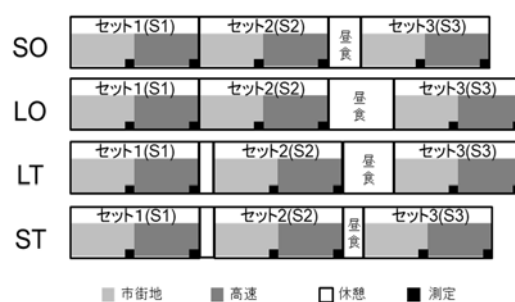 SO
セット1(S1) セット2(S2) 昼食 セット3(S3)
LO
セット1(S1) セット2(S2) 昼食 セット3(S3)
LT
セット1(S1) セット2(S2) 昼食 セット3(S3)
ST
セット1(S1) セット2(S2) 昼食 セット3(S3)
市街地 高速 休憩 測定